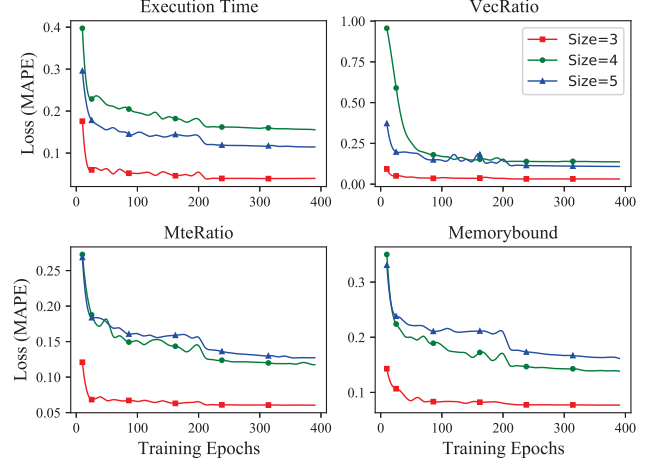 Execution Time
VecRatio
Loss (MAPE)
0.4
0.3
0.2
0.1
0 100 200 300 400
1.00
0.75
0.50
0.25
0.00
0 100 200 300 400
Size=3
Size=4
Size=5
MteRatio
Memorybound
Loss (MAPE)
0.25
0.20
0.15
0.10
0.05
0 100 200 300 400
Training Epochs
0.3
0.2
0.1
0 100 200 300 400
Training Epochs